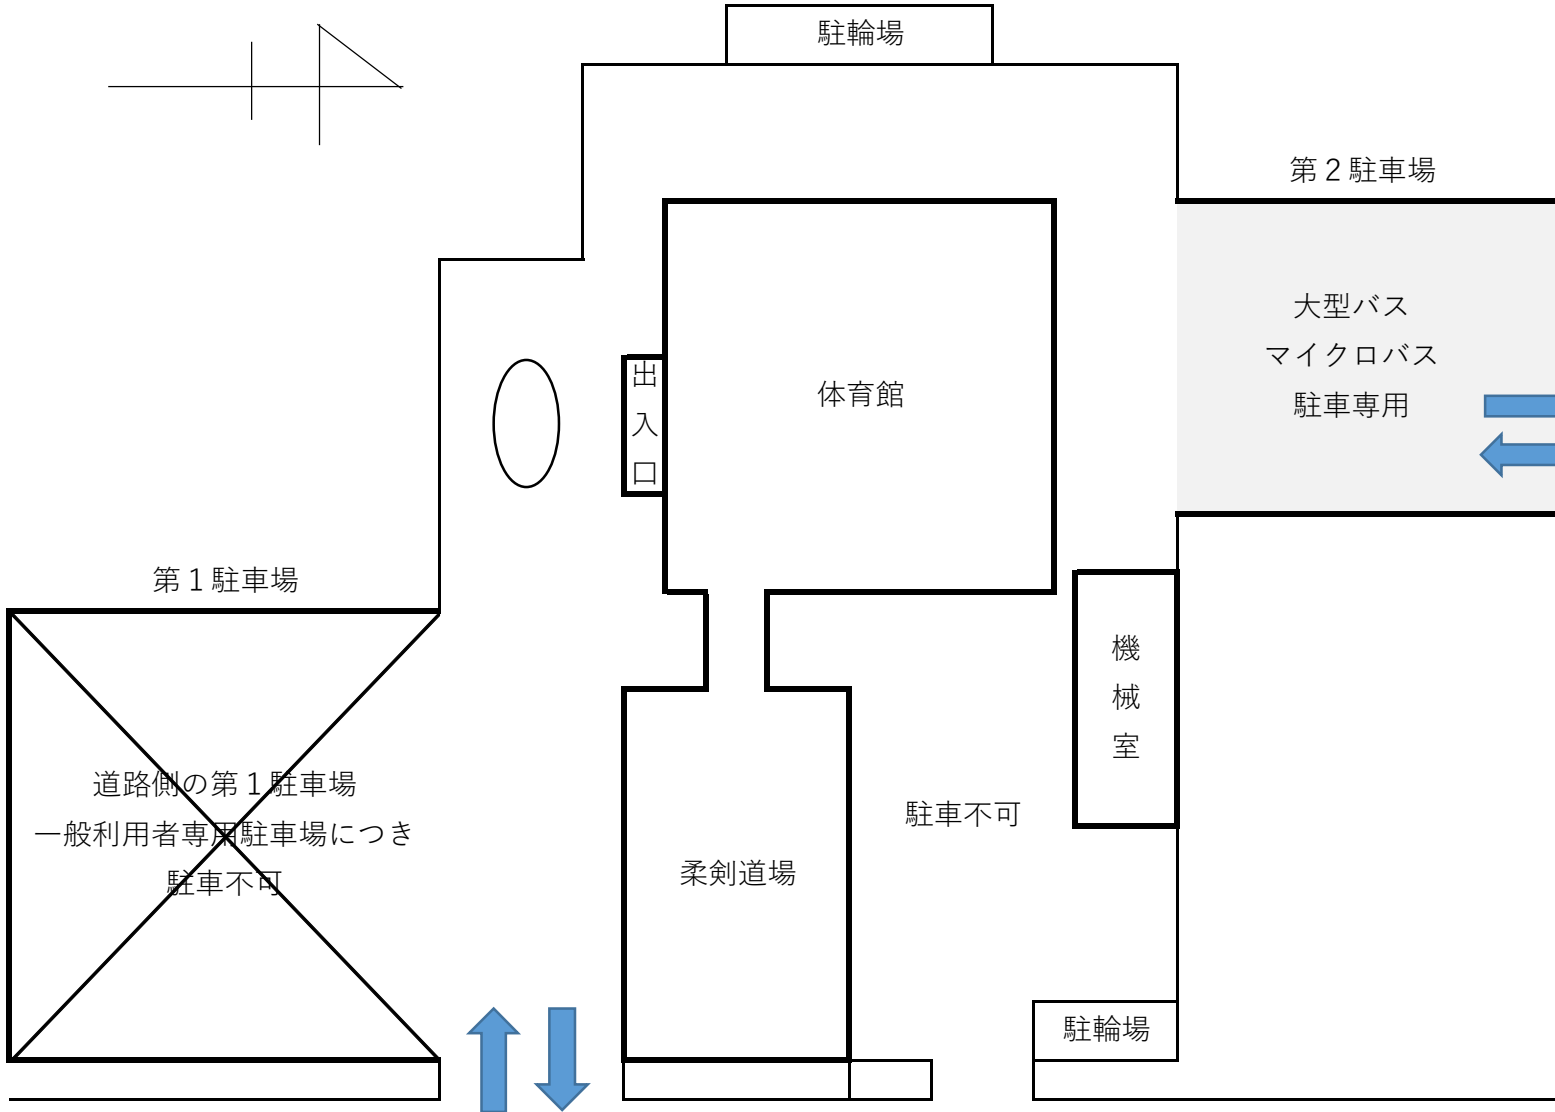 駐輪場
第２駐車場
大型バス
マイクロバス
駐車専用
体育館
出入口
第１駐車場
機械室
道路側の第１駐車場
一般利用者専用駐車場につき
駐車不可
駐車不可
柔剣道場
駐輪場